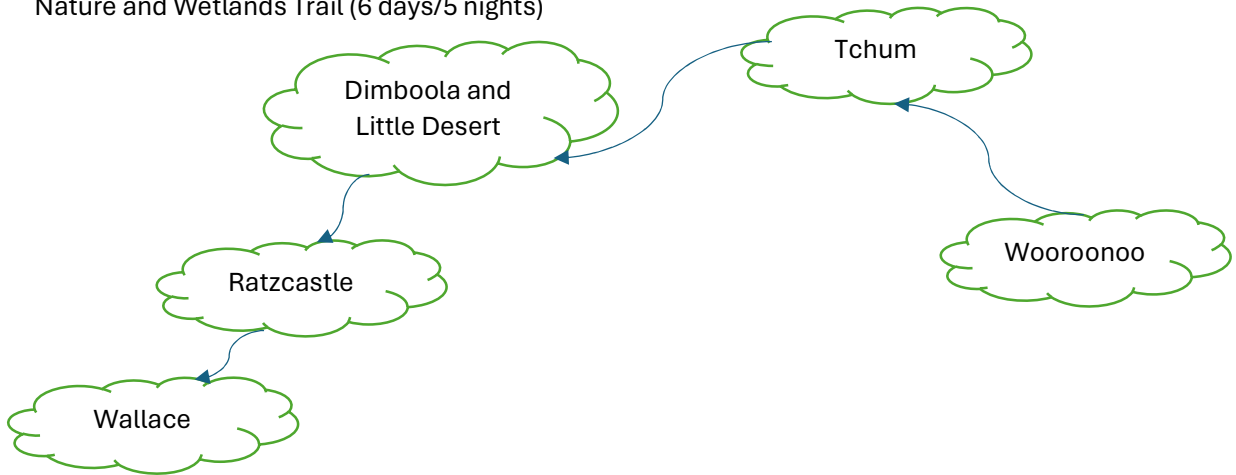 Nature and Wetlands Trail (6 days/5 nights)
Tchum
Dimboola and
Little Desert
Wooroonoo
Ratzcastle
Wallace